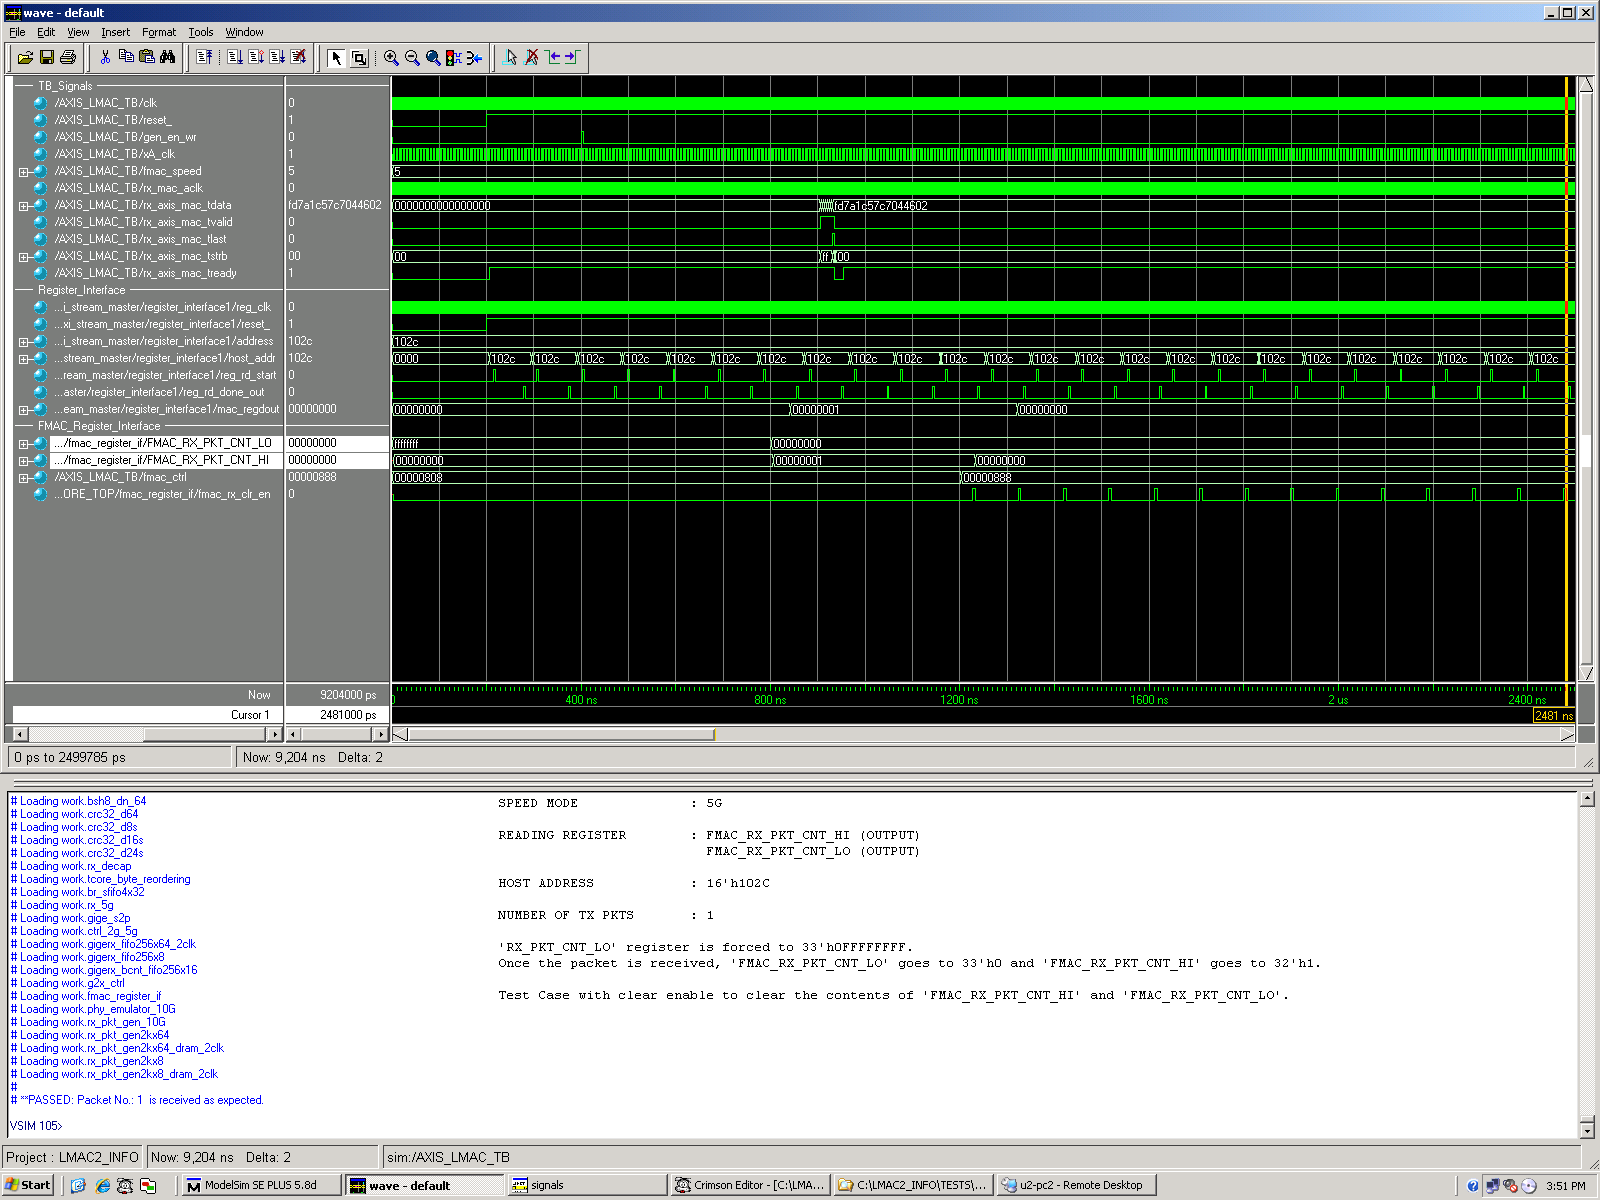 wave - default
File Edit View Insert Format Tools Window
TB_Signals
/AXIS_LMAC_TB/clk 0
/AXIS_LMAC_TB/reset_ 1
/AXIS_LMAC_TB/gen_en_wr 0
/AXIS_LMAC_TB/xA_clk 1
/AXIS_LMAC_TB/fmac_speed 5 5
/AXIS_LMAC_TB/rx_mac_aclk 0
/AXIS_LMAC_TB/rx_axis_mac_tdata fd7a1c57c7044602 0000000000000000 fd7a1c57c7044602
/AXIS_LMAC_TB/rx_axis_mac_tvalid 0
/AXIS_LMAC_TB/rx_axis_mac_tlast 0
/AXIS_LMAC_TB/rx_axis_mac_tstrb 00 00 ff 00
/AXIS_LMAC_TB/rx_axis_mac_tready 1
Register_Interface
...i_stream_master/register_interface1/reg_clk 0
...xi_stream_master/register_interface1/reset_ 1
...i_stream_master/register_interface1/address 102c 102c
...stream_master/register_interface1/host_addr 102c 0000 102c 102c 102c 102c 102c 102c 102c 102c 102c 102c 102c 102c 102c 102c 102c 102c 102c 102c 102c 102c 102c 102c 102c 102c
...ream_master/register_interface1/reg_rd_start 0
...aster/register_interface1/reg_rd_done_out 0
...eam_master/register_interface1/mac_regdout 00000000 00000000 00000001 00000000
FMAC_Register_Interface
.../fmac_register_if/FMAC_RX_PKT_CNT_LO 00000000 ffffffff 00000000
.../fmac_register_if/FMAC_RX_PKT_CNT_HI 00000000 00000000 00000001 00000000
/AXIS_LMAC_TB/fmac_ctrl 00000888 00000808 00000888
...ORE_TOP/fmac_register_if/fmac_rx_clr_en 0
Now 9204000 ps 0 400 ns 800 ns 1200 ns 1600 ns 2 us 2400 ns
Cursor 1 2481000 ps 2481 ns
0 ps to 2499785 ps Now: 9,204 ns Delta: 2
# Loading work.bsh8_dn_64
# Loading work.crc32_d64
# Loading work.crc32_d8s
# Loading work.crc32_d16s
# Loading work.crc32_d24s
# Loading work.rx_decap
# Loading work.tcore_byte_reordering
# Loading work.br_sfifo4x32
# Loading work.rx_5g
# Loading work.gige_s2p
# Loading work.ctrl_2g_5g
# Loading work.gigerx_fifo256x64_2clk
# Loading work.gigerx_fifo256x8
# Loading work.gigerx_bcnt_fifo256x16
# Loading work.g2x_ctrl
# Loading work.fmac_register_if
# Loading work.phy_emulator_10G
# Loading work.rx_pkt_gen_10G
# Loading work.rx_pkt_gen2kx64
# Loading work.rx_pkt_gen2kx64_dram_2clk
# Loading work.rx_pkt_gen2kx8
# Loading work.rx_pkt_gen2kx8_dram_2clk
#
# **PASSED: Packet No.: 1 is received as expected.
VSIM 105>
SPEED MODE : 5G
READING REGISTER : FMAC_RX_PKT_CNT_HI (OUTPUT)
FMAC_RX_PKT_CNT_LO (OUTPUT)
HOST ADDRESS : 16'h102C
NUMBER OF TX PKTS : 1
'RX_PKT_CNT_LO' register is forced to 33'h0FFFFFFFF.
Once the packet is received, 'FMAC_RX_PKT_CNT_LO' goes to 33'h0 and 'FMAC_RX_PKT_CNT_HI' goes to 32'h1.
Test Case with clear enable to clear the contents of 'FMAC_RX_PKT_CNT_HI' and 'FMAC_RX_PKT_CNT_LO'.
Project : LMAC2_INFO Now: 9,204 ns Delta: 2 sim:/AXIS_LMAC_TB
Start ModelSim SE PLUS 5.8d wave - default signals Crimson Editor - [C:\LMA... C:\LMAC2_INFO\TESTS\... u2-pc2 - Remote Desktop 3:51 PM